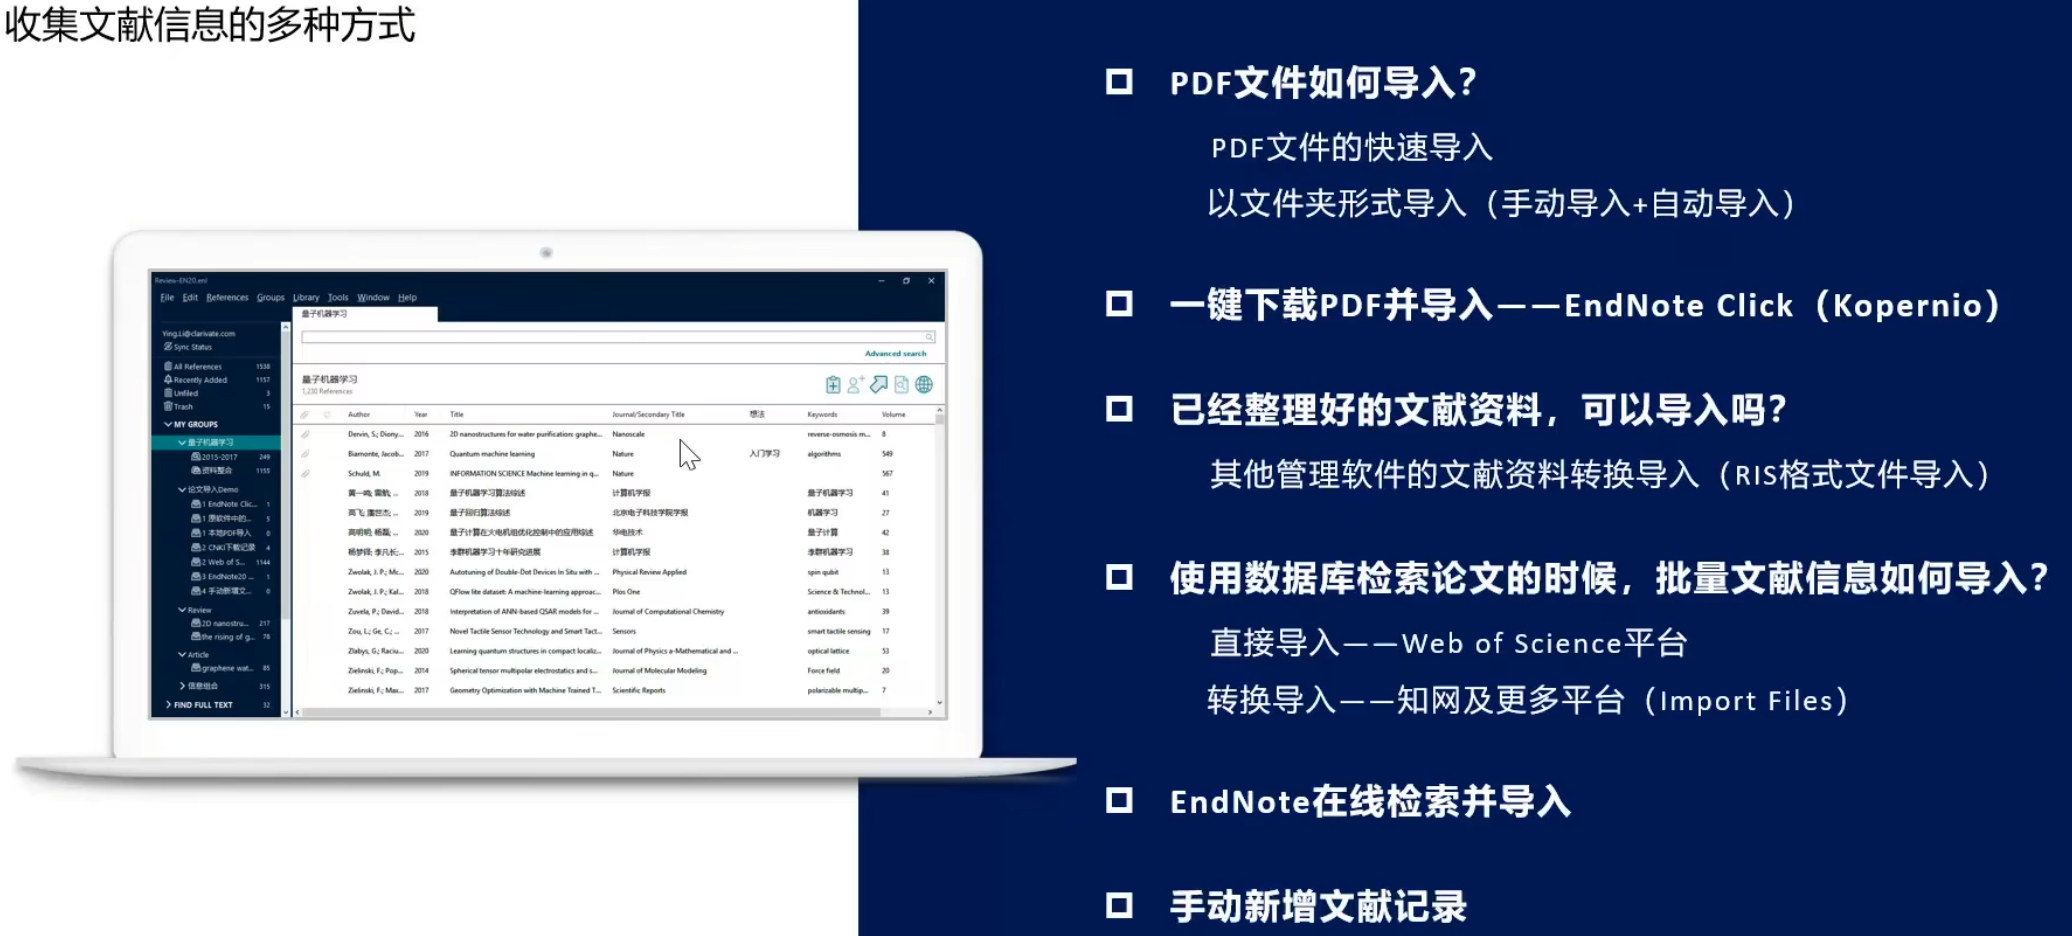 收集文献信息的多种方式
Review-EN20.enl
File Edit References Groups Library Tools Window Help
量子机器学习
Ying.Li@clarivate.com
Sync Status
All References 1538
Recently Added 1157
Unfiled 3
Trash 15
MY GROUPS
量子机器学习
2015-2017 249
资料整合 1155
论文导入Demo
1 EndNote Clic... 1
1 原软件中的... 5
1 本地PDF导入 0
2 CNKI下载记录 4
2 Web of S... 1144
3 EndNote20 ... 1
4 手动新增文... 0
Review
2D nanostru... 217
the rising of g... 78
Article
graphene wat... 65
信息组合 315
FIND FULL TEXT 32
Advanced search
量子机器学习
1,230 References
Author Year Title Journal/Secondary Title 想法 Keywords Volume
Dervin, S.; Diony... 2016 2D nanostructures for water purification: graphe... Nanoscale reverse-osmosis m... 8
Biamonte, Jacob... 2017 Quantum machine learning Nature 入门学习 algorithms 549
Schuld, M. 2019 INFORMATION SCIENCE Machine learning in q... Nature 567
黄一鸣; 雷航; ... 2018 量子机器学习算法综述 计算机学报 量子机器学习 41
高飞; 潘世杰; ... 2019 量子回归算法综述 北京电子科技学院学报 机器学习 27
高明明; 杨磊; ... 2020 量子计算在火电机组优化控制中的应用综述 华电技术 量子计算 42
杨梦铎; 李凡长;... 2015 李群机器学习十年研究进展 计算机学报 李群机器学习 38
Zwolak, J. P.; Mc... 2020 Autotuning of Double-Dot Devices In Situ with ... Physical Review Applied spin qubit 13
Zwolak, J. P.; Kal... 2018 QFlow lite dataset: A machine-learning approac... Plos One Science & Technol... 13
Zuvela, P.; David... 2018 Interpretation of ANN-based QSAR models for ... Journal of Computational Chemistry antioxidants 39
Zou, L.; Ge, C.; ... 2017 Novel Tactile Sensor Technology and Smart Tact... Sensors smart tactile sensing 17
Zlabys, G.; Raciu... 2020 Learning quantum structures in compact localiz... Journal of Physics a-Mathematical and ... optical lattice 53
Zielinski, F.; Pop... 2014 Spherical tensor multipolar electrostatics and s... Journal of Molecular Modeling Force field 20
Zielinski, F.; Max... 2017 Geometry Optimization with Machine Trained T... Scientific Reports polarizable multip... 7
PDF文件如何导入？
PDF文件的快速导入
以文件夹形式导入（手动导入+自动导入）
一键下载PDF并导入——EndNote Click（Kopernio）
已经整理好的文献资料，可以导入吗？
其他管理软件的文献资料转换导入（RIS格式文件导入）
使用数据库检索论文的时候，批量文献信息如何导入？
直接导入——Web of Science平台
转换导入——知网及更多平台（Import Files）
EndNote在线检索并导入
手动新增文献记录